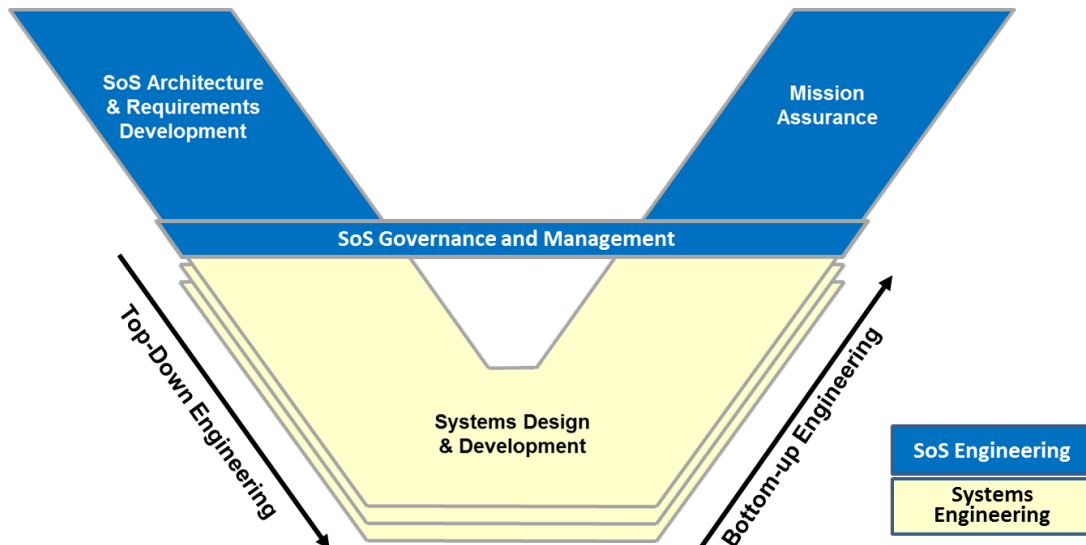 SoS Architecture
& Requirements
Development
Mission
Assurance
SoS Governance and Management
Top-Down Engineering
Systems Design
& Development
Bottom-up Engineering
SoS Engineering
Systems
Engineering